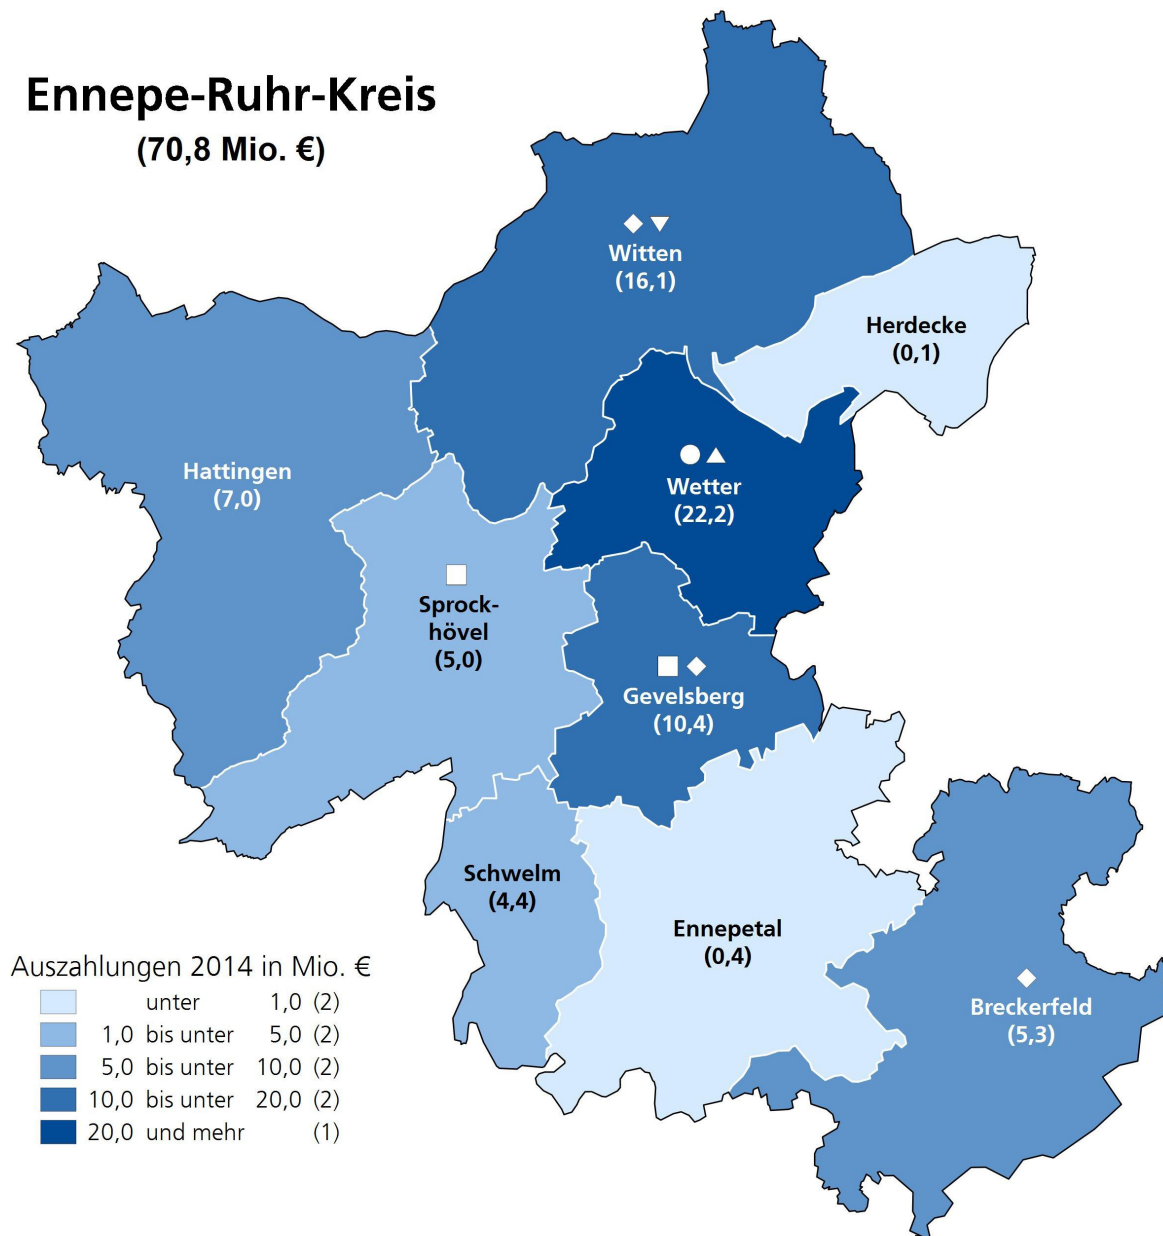 Ennepe-Ruhr-Kreis
(70,8 Mio. €)
Witten
(16,1)
Herdecke
(0,1)
Hattingen
(7,0)
Wetter
(22,2)
Sprock-
hövel
(5,0)
Gevelsberg
(10,4)
Schwelm
(4,4)
Ennepetal
(0,4)
Breckerfeld
(5,3)
Auszahlungen 2014 in Mio. €
unter 1,0 (2)
1,0 bis unter 5,0 (2)
5,0 bis unter 10,0 (2)
10,0 bis unter 20,0 (2)
20,0 und mehr (1)